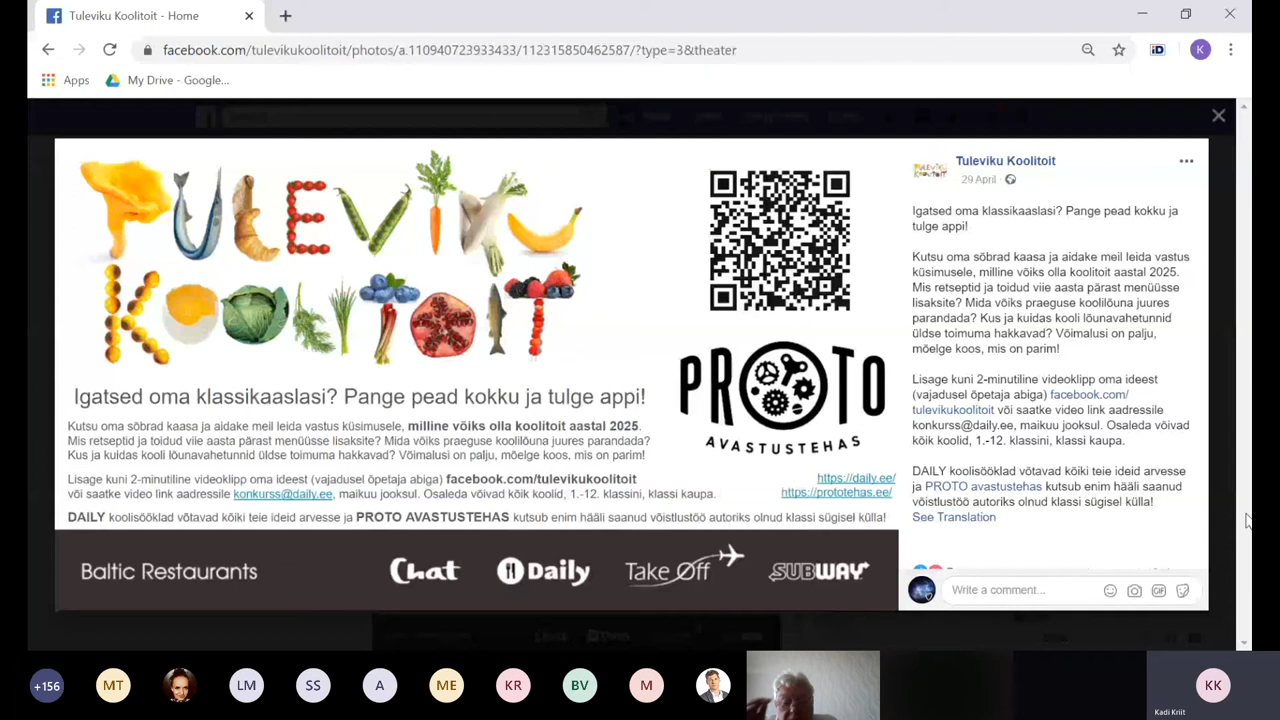 Tuleviku Koolitoit - Home
facebook.com/tulevikukoolitoit/photos/a.110940723933433/112315850462587/?type=3&theater
K
Apps
My Drive - Google...
TULEVIKU
KOOLITOIT
PROTO
AVASTUSTEHAS
Igatsed oma klassikaaslasi? Pange pead kokku ja tulge appi!
Kutsu oma sõbrad kaasa ja aidake meil leida vastus küsimusele, milline võiks olla koolitoit aastal 2025.
Mis retseptid ja toidud viie aasta pärast menüüsse lisaksite? Mida võiks praeguse koolilõuna juures parandada?
Kus ja kuidas kooli lõunavahetunnid üldse toimuma hakkavad? Võimalusi on palju, mõelge koos, mis on parim!
Lisage kuni 2-minutiline videoklipp oma ideest (vajadusel õpetaja abiga) facebook.com/tulevikukoolitoit
või saatke video link aadressile konkurss@daily.ee, maikuu jooksul. Osaleda võivad kõik koolid, 1.-12. klassini, klassi kaupa.
https://daily.ee/
https://prototehas.ee/
DAILY koolisööklad võtavad kõiki teie ideid arvesse ja PROTO AVASTUSTEHAS kutsub enim hääli saanud võistlustöö autoriks olnud klassi sügisel külla!
Baltic Restaurants
Chat
Daily
Take Off
SUBWAY
Tuleviku Koolitoit
29 April
Igatsed oma klassikaaslasi? Pange pead kokku ja
tulge appi!
Kutsu oma sõbrad kaasa ja aidake meil leida vastus
küsimusele, milline võiks olla koolitoit aastal 2025.
Mis retseptid ja toidud viie aasta pärast menüüsse
lisaksite? Mida võiks praeguse koolilõuna juures
parandada? Kus ja kuidas kooli lõunavahetunnid
üldse toimuma hakkavad? Võimalusi on palju,
mõelge koos, mis on parim!
Lisage kuni 2-minutiline videoklipp oma ideest
(vajadusel õpetaja abiga) facebook.com/
tulevikukoolitoit või saatke video link aadressile
konkurss@daily.ee, maikuu jooksul. Osaleda võivad
kõik koolid, 1.-12. klassini, klassi kaupa.
DAILY koolisööklad võtavad kõiki teie ideid arvesse
ja PROTO avastustehas kutsub enim hääli saanud
võistlustöö autoriks olnud klassi sügisel külla!
See Translation
Write a comment...
GIF
+156
MT
LM
SS
A
ME
KR
BV
M
KK
Kadi Kriit